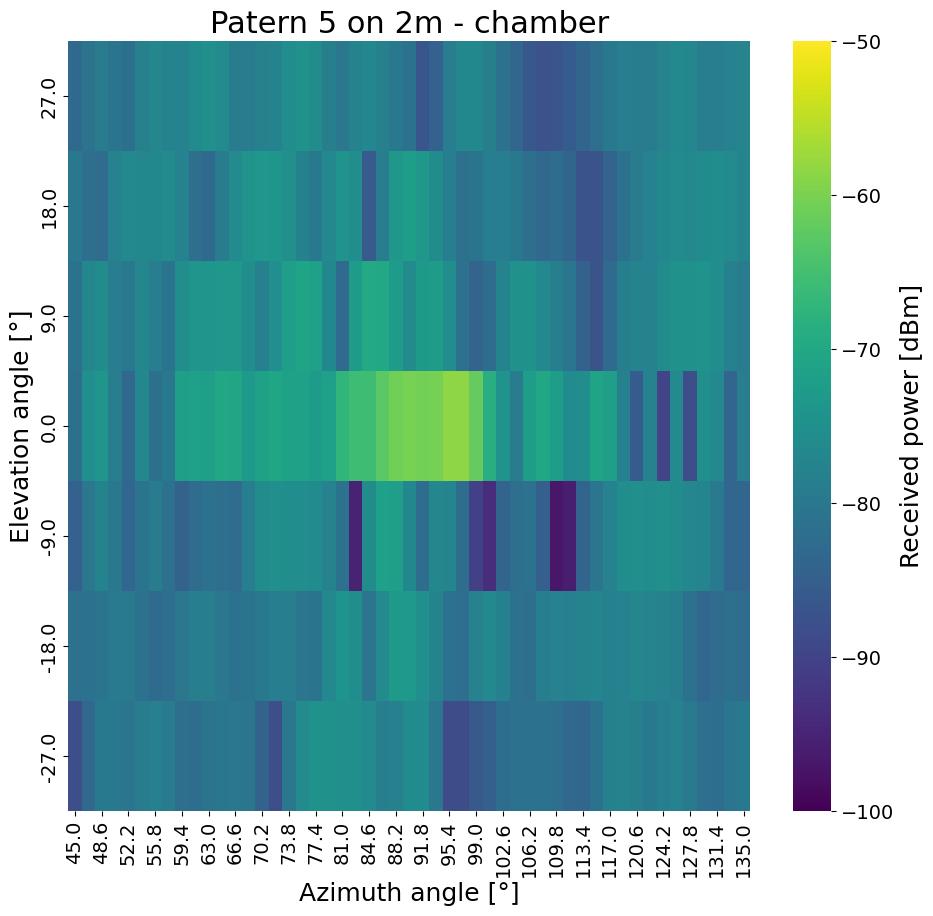 Patern 5 on 2m - chamber
Elevation angle [°]
27.0
18.0
9.0
0.0
-9.0
-18.0
-27.0
45.0 48.6 52.2 55.8 59.4 63.0 66.6 70.2 73.8 77.4 81.0 84.6 88.2 91.8 95.4 99.0 102.6 106.2 109.8 113.4 117.0 120.6 124.2 127.8 131.4 135.0
Azimuth angle [°]
−50
−60
−70
−80
−90
−100
Received power [dBm]